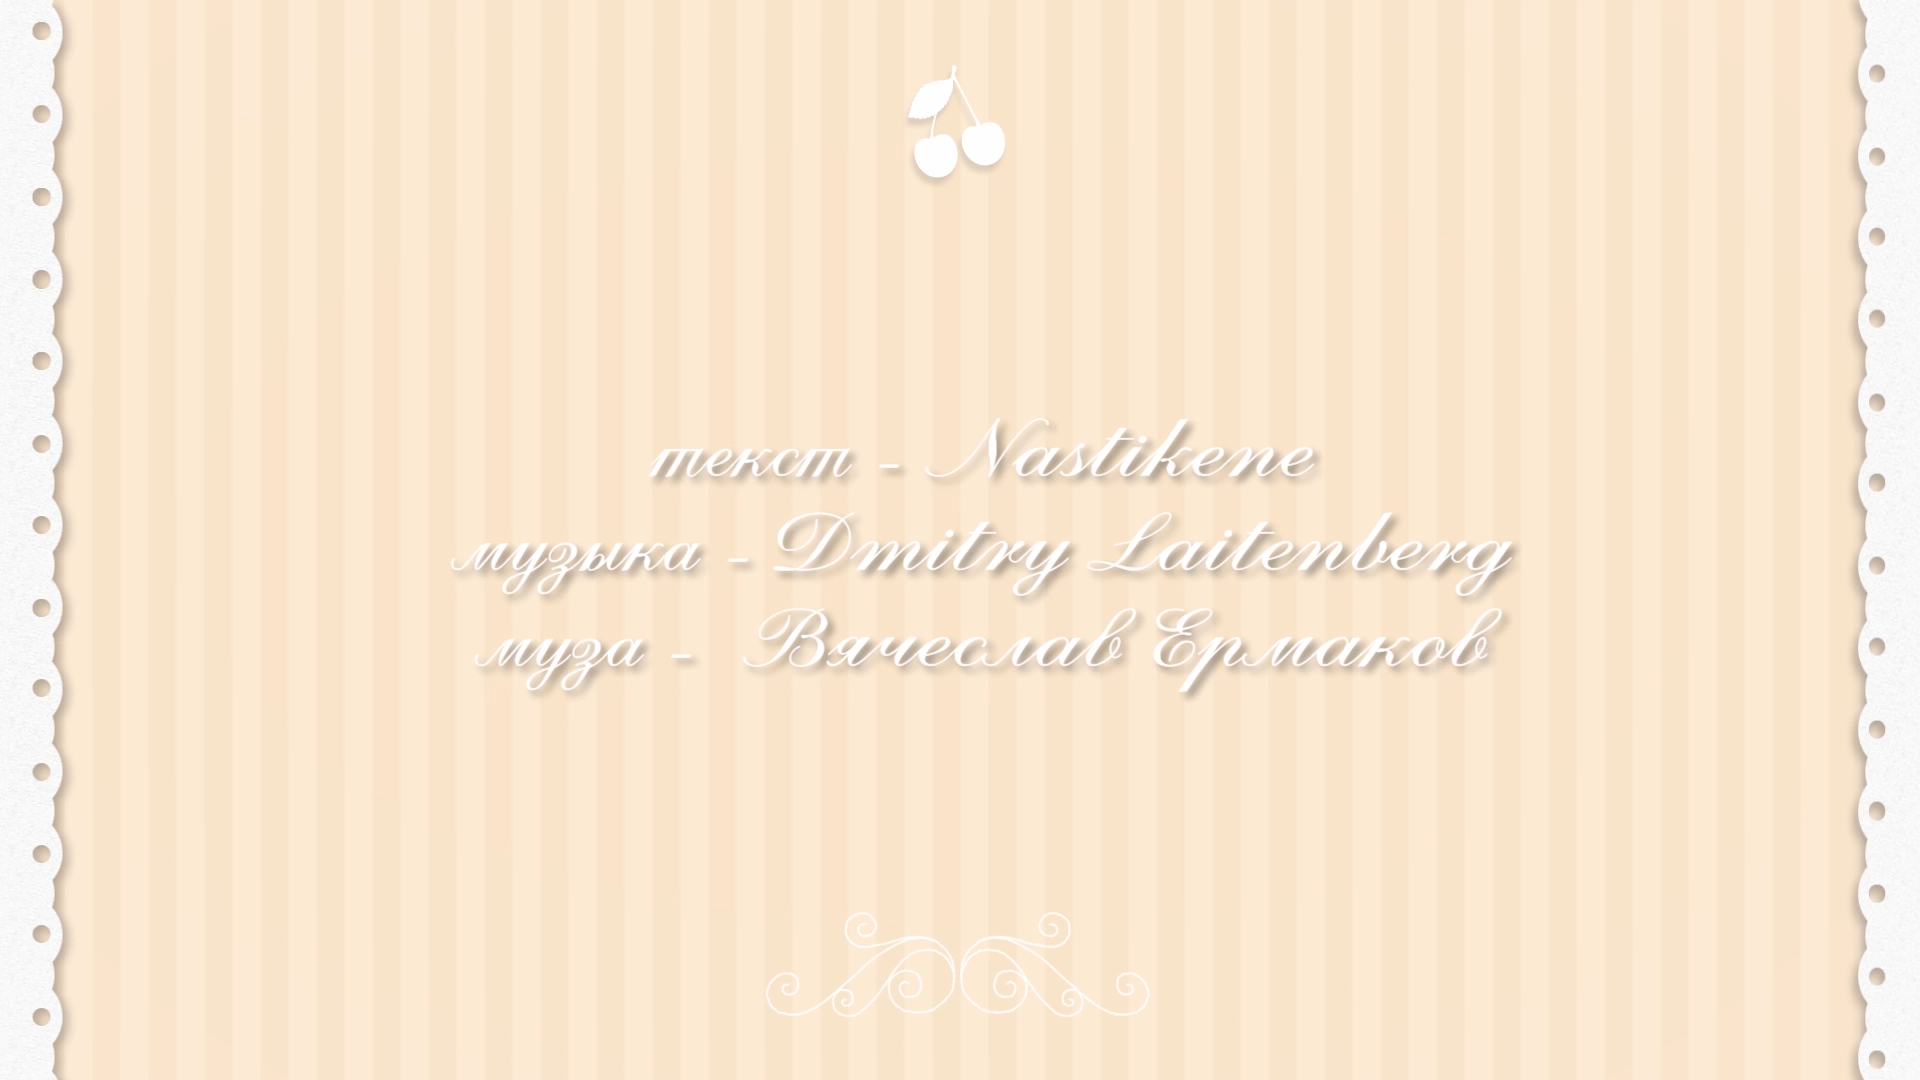 текст - Nastikene
музыка - Dmitry Laitenberg
муза - Вячеслав Ермаков